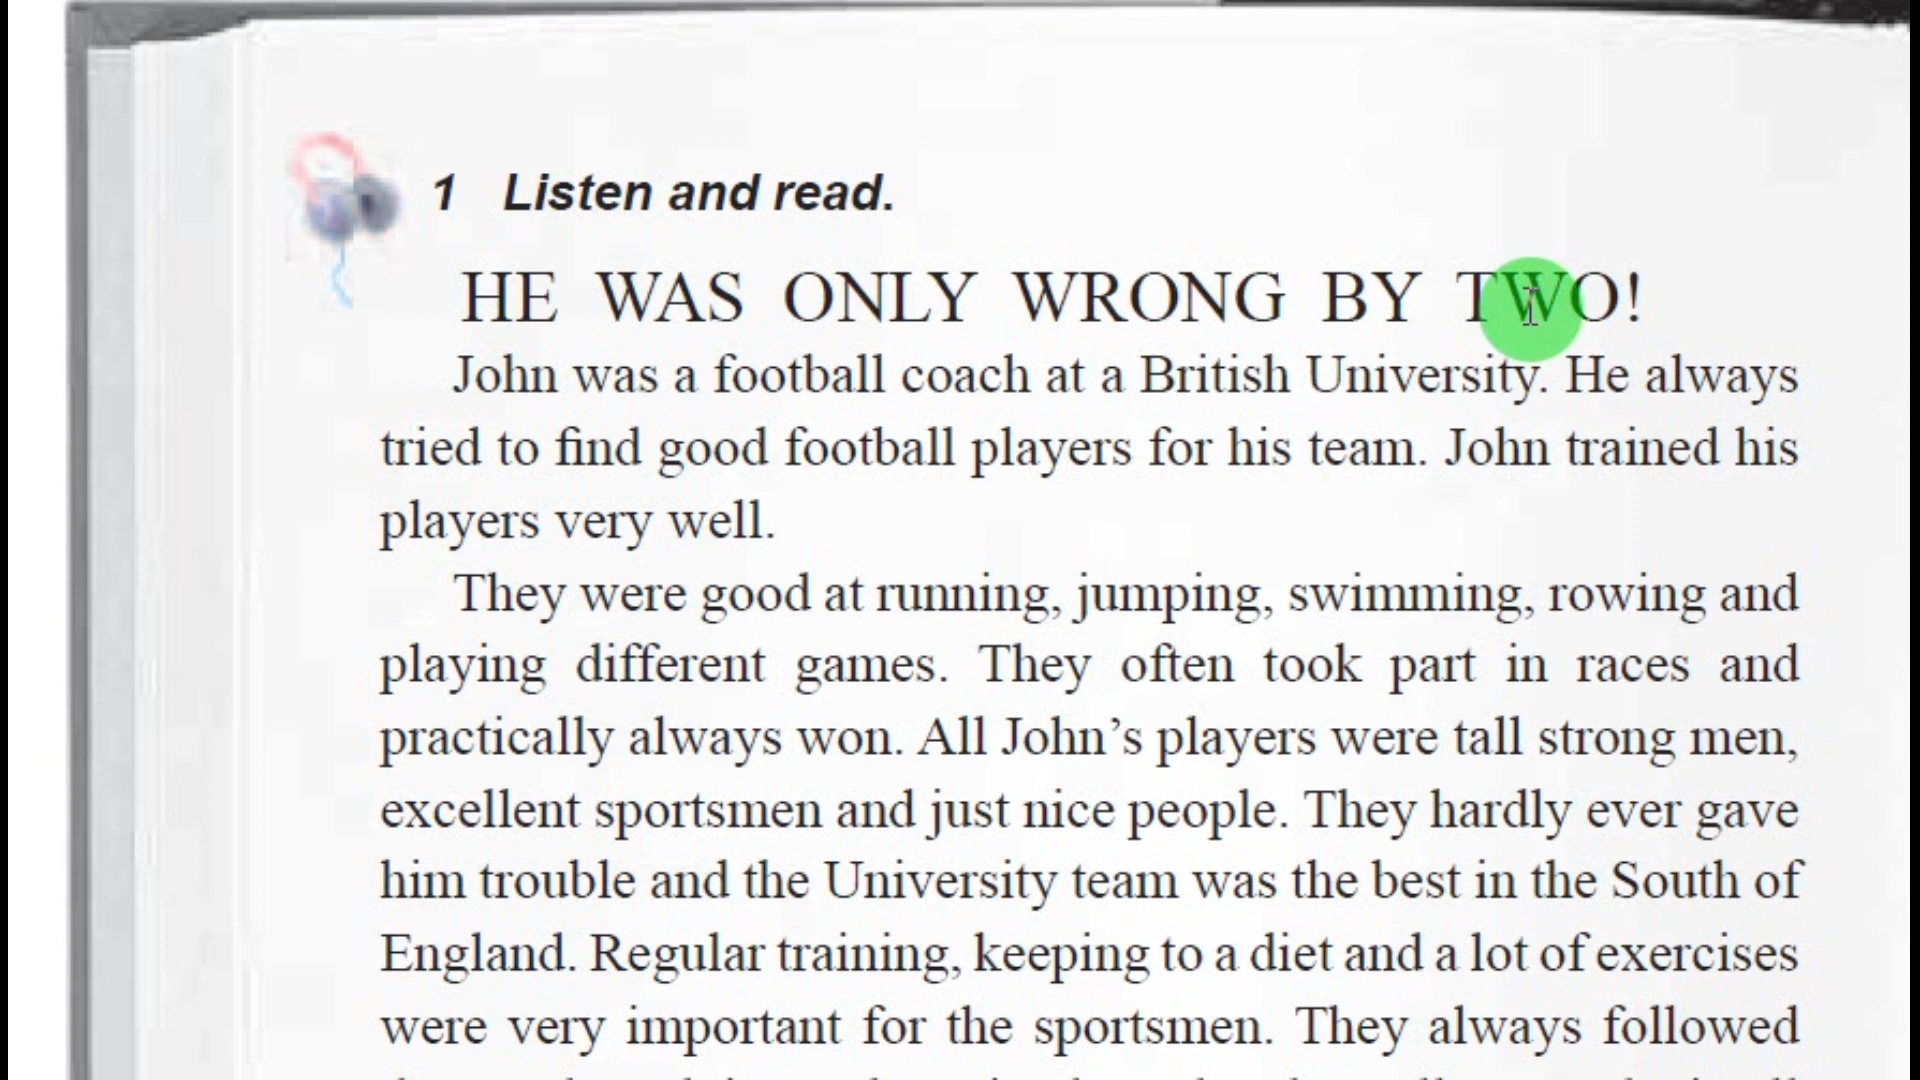 1 Listen and read.
HE WAS ONLY WRONG BY TWO!
John was a football coach at a British University. He always
tried to find good football players for his team. John trained his
players very well.
They were good at running, jumping, swimming, rowing and
playing different games. They often took part in races and
practically always won. All John’s players were tall strong men,
excellent sportsmen and just nice people. They hardly ever gave
him trouble and the University team was the best in the South of
England. Regular training, keeping to a diet and a lot of exercises
were very important for the sportsmen. They always followed